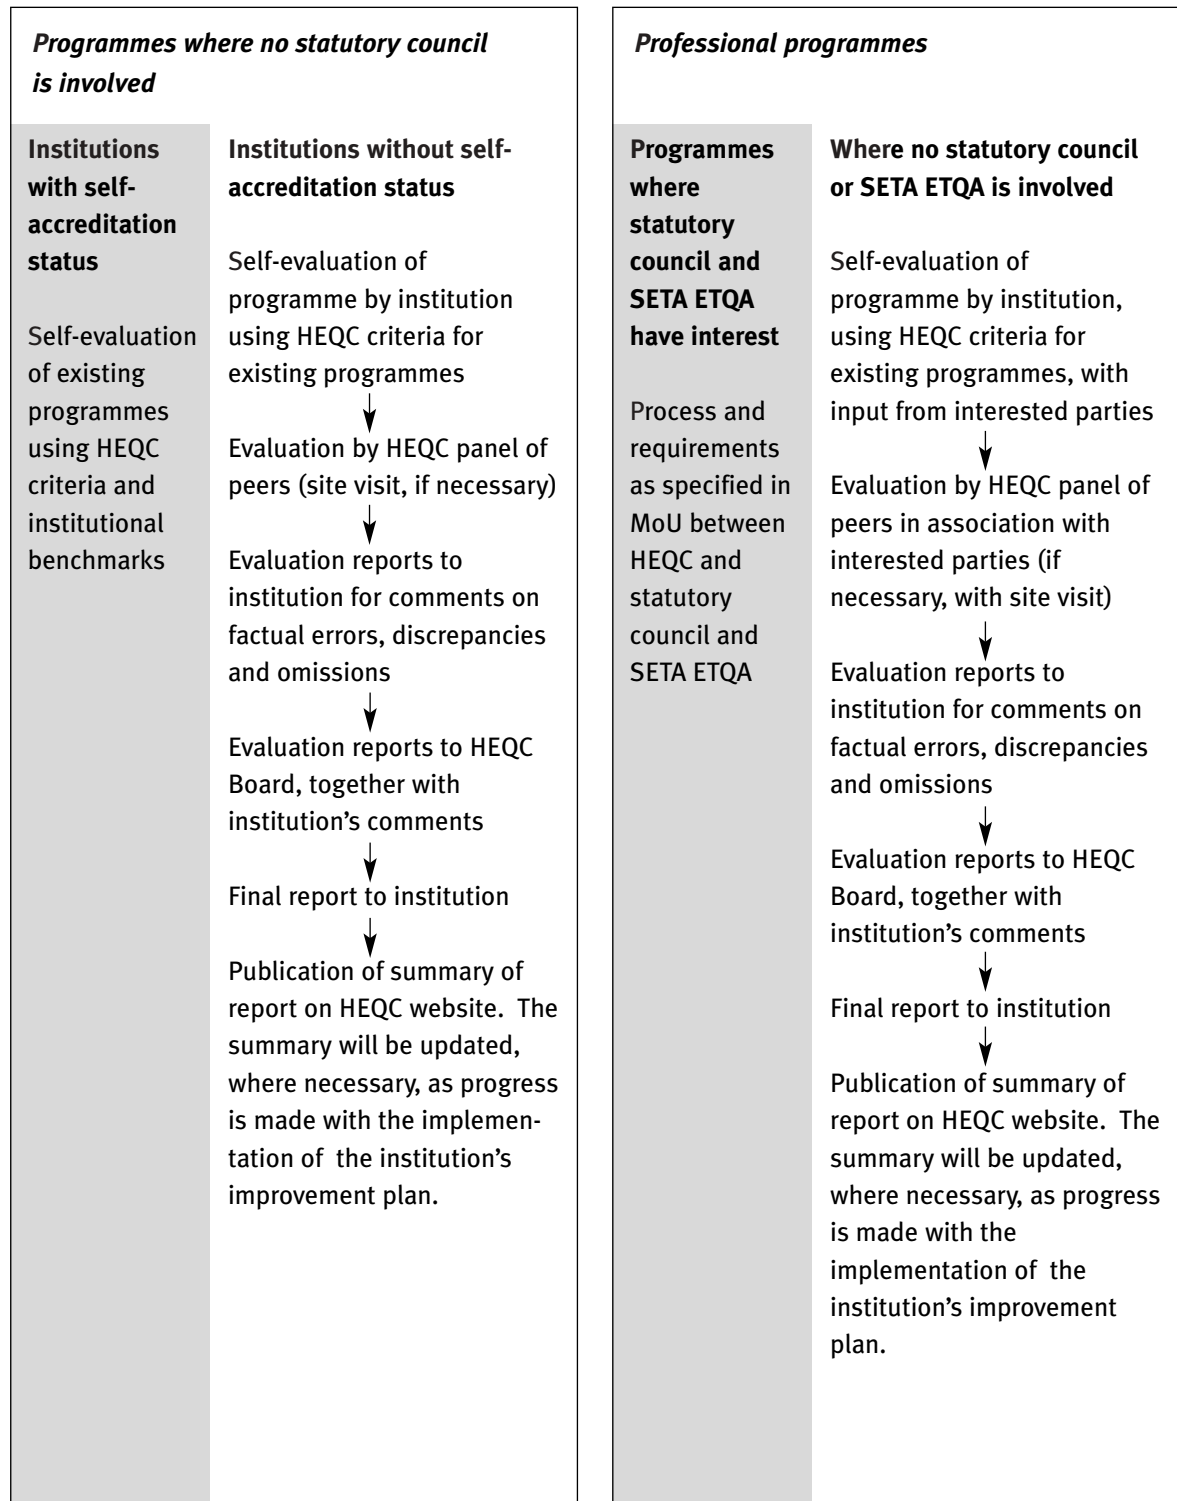 Programmes where no statutory council
is involved
Institutions
with self-
accreditation
status
Self-evaluation
of existing
programmes
using HEQC
criteria and
institutional
benchmarks
Institutions without self-
accreditation status
Self-evaluation of
programme by institution
using HEQC criteria for
existing programmes
Evaluation by HEQC panel of
peers (site visit, if necessary)
Evaluation reports to
institution for comments on
factual errors, discrepancies
and omissions
Evaluation reports to HEQC
Board, together with
institution’s comments
Final report to institution
Publication of summary of
report on HEQC website.  The
summary will be updated,
where necessary, as progress
is made with the implemen-
tation of  the institution’s
improvement plan.
Professional programmes
Programmes
where
statutory
council and
SETA ETQA
have interest
Process and
requirements
as specified in
MoU between
HEQC and
statutory
council and
SETA ETQA
Where no statutory council
or SETA ETQA is involved
Self-evaluation of
programme by institution,
using HEQC criteria for
existing programmes, with
input from interested parties
Evaluation by HEQC panel of
peers in association with
interested parties (if
necessary, with site visit)
Evaluation reports to
institution for comments on
factual errors, discrepancies
and omissions
Evaluation reports to HEQC
Board, together with
institution’s comments
Final report to institution
Publication of summary of
report on HEQC website.  The
summary will be updated,
where necessary, as progress
is made with the
implementation of  the
institution’s improvement
plan.